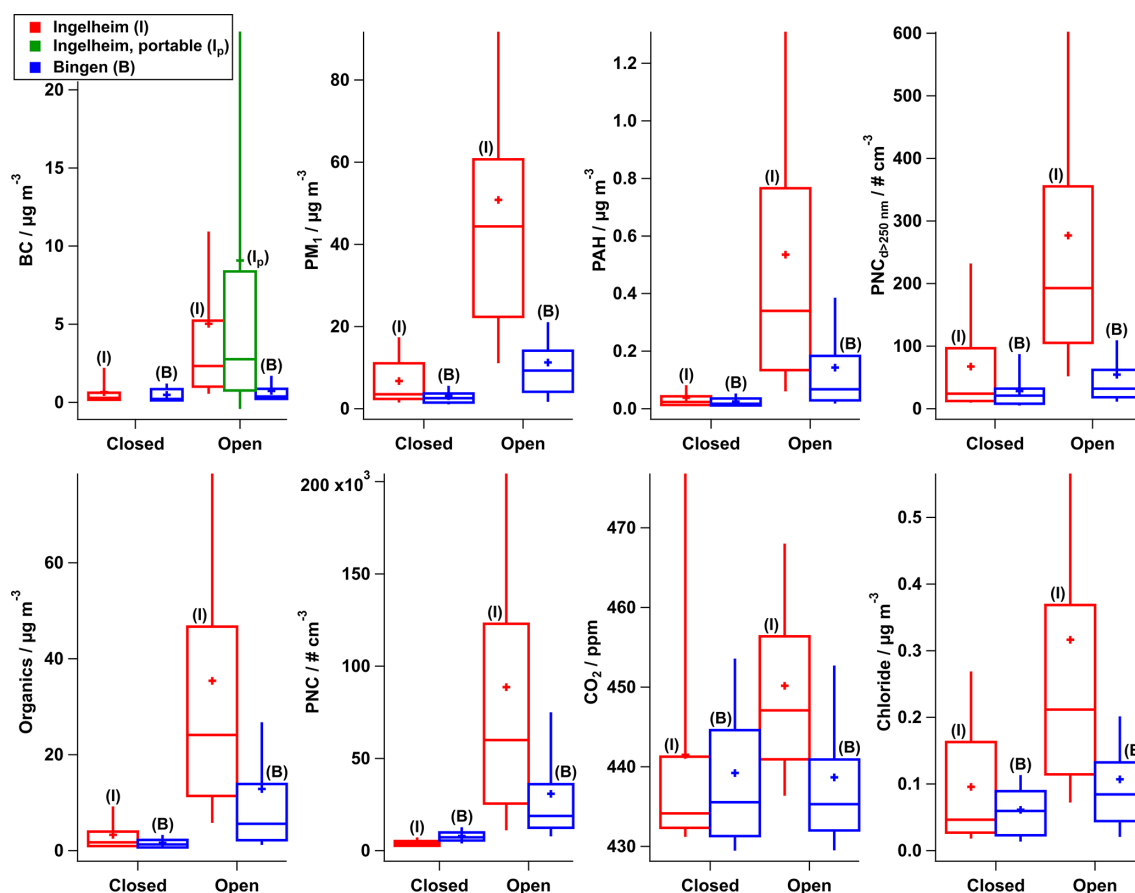 Ingelheim (I)
Ingelheim, portable (Iₚ)
Bingen (B)
BC / µg m⁻³
20
15
10
5
0
(I)
(B)
(I)
(Iₚ)
(B)
Closed
Open
PM₁ / µg m⁻³
80
60
40
20
0
(I)
(B)
(I)
(B)
Closed
Open
PAH / µg m⁻³
1.2
1.0
0.8
0.6
0.4
0.2
0.0
(I)
(B)
(I)
(B)
Closed
Open
PNC d>250 nm / # cm⁻³
600
500
400
300
200
100
0
(I)
(B)
(I)
(B)
Closed
Open
Organics / µg m⁻³
60
40
20
0
(I)
(B)
(I)
(B)
Closed
Open
PNC / # cm⁻³
200 x10³
150
100
50
0
(I)
(B)
(I)
(B)
Closed
Open
CO₂ / ppm
470
460
450
440
430
(I)
(B)
(I)
(B)
Closed
Open
Chloride / µg m⁻³
0.5
0.4
0.3
0.2
0.1
0.0
(I)
(B)
(I)
(B)
Closed
Open